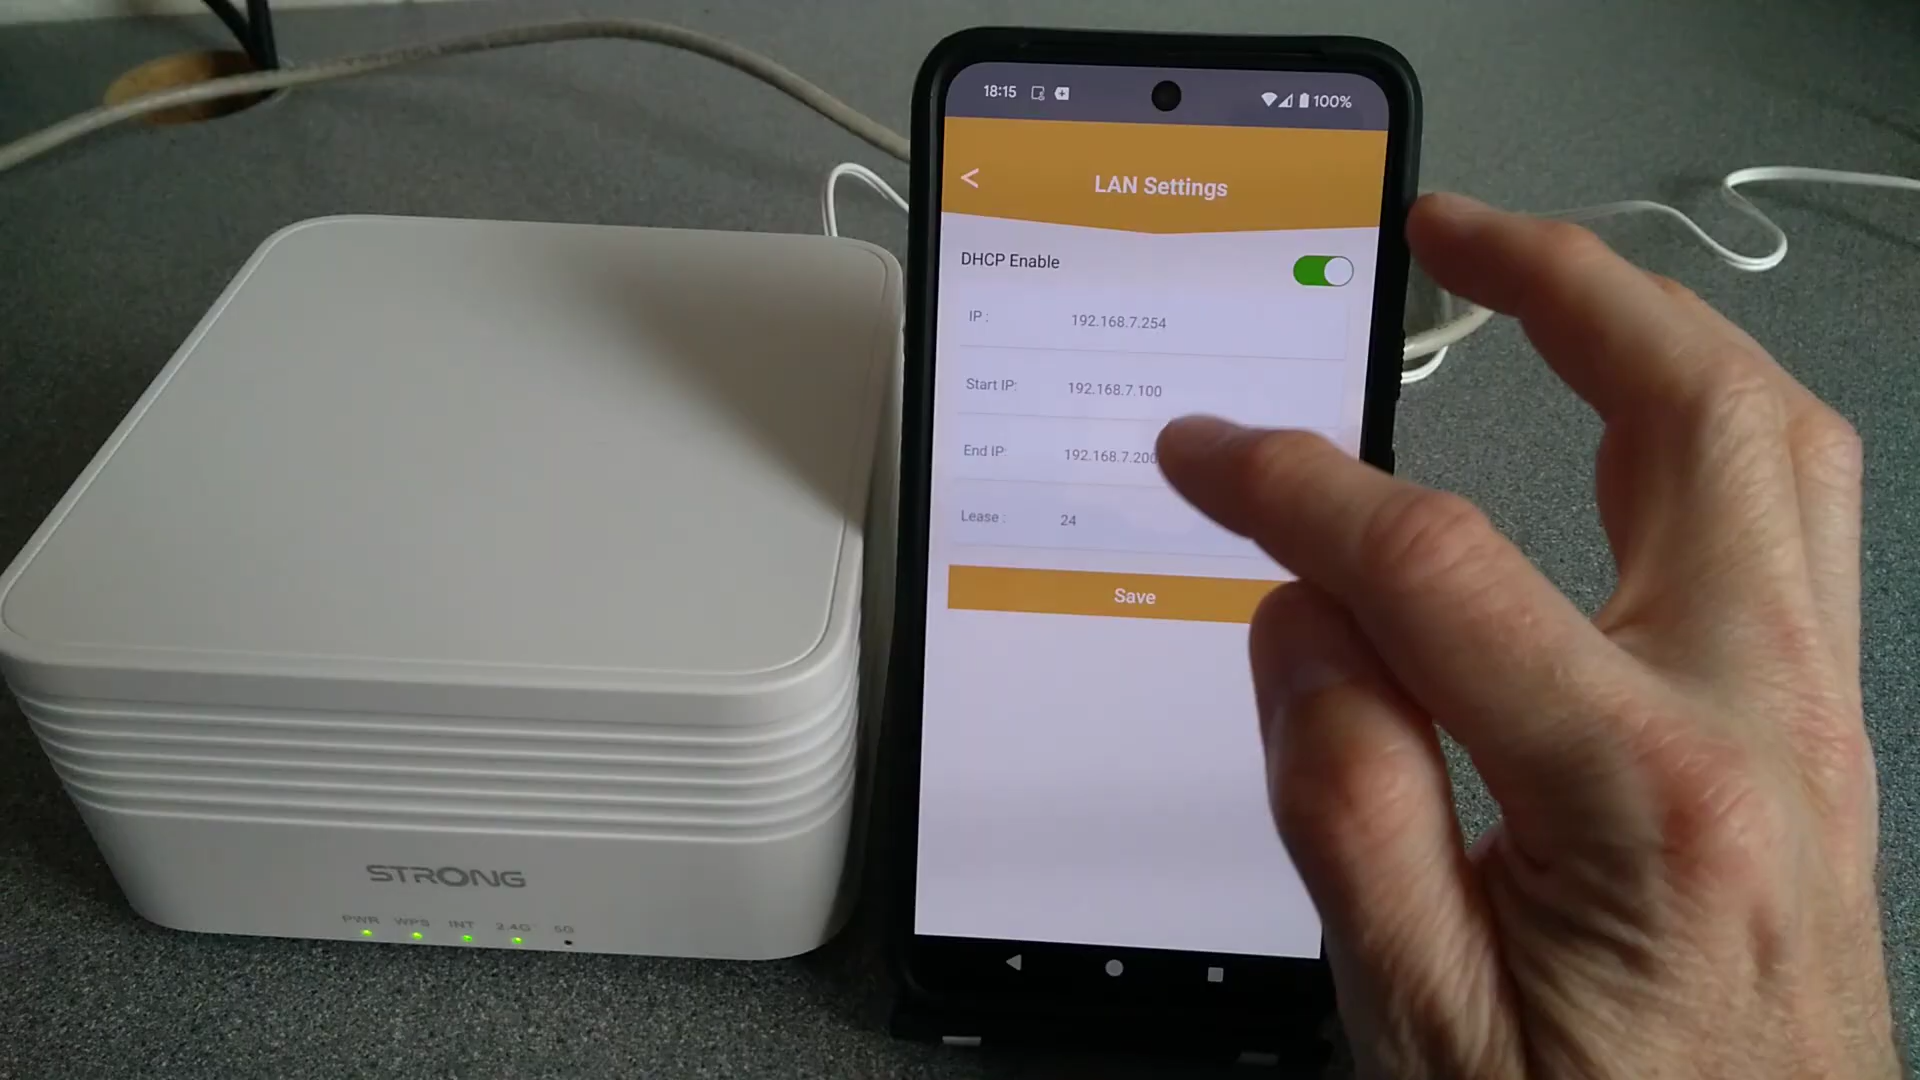 18:15
100%
<
LAN Settings
DHCP Enable
IP : 192.168.7.254
Start IP: 192.168.7.100
End IP: 192.168.7.200
Lease : 24
Save
STRONG
PWR WPS INT 2.4G 5G